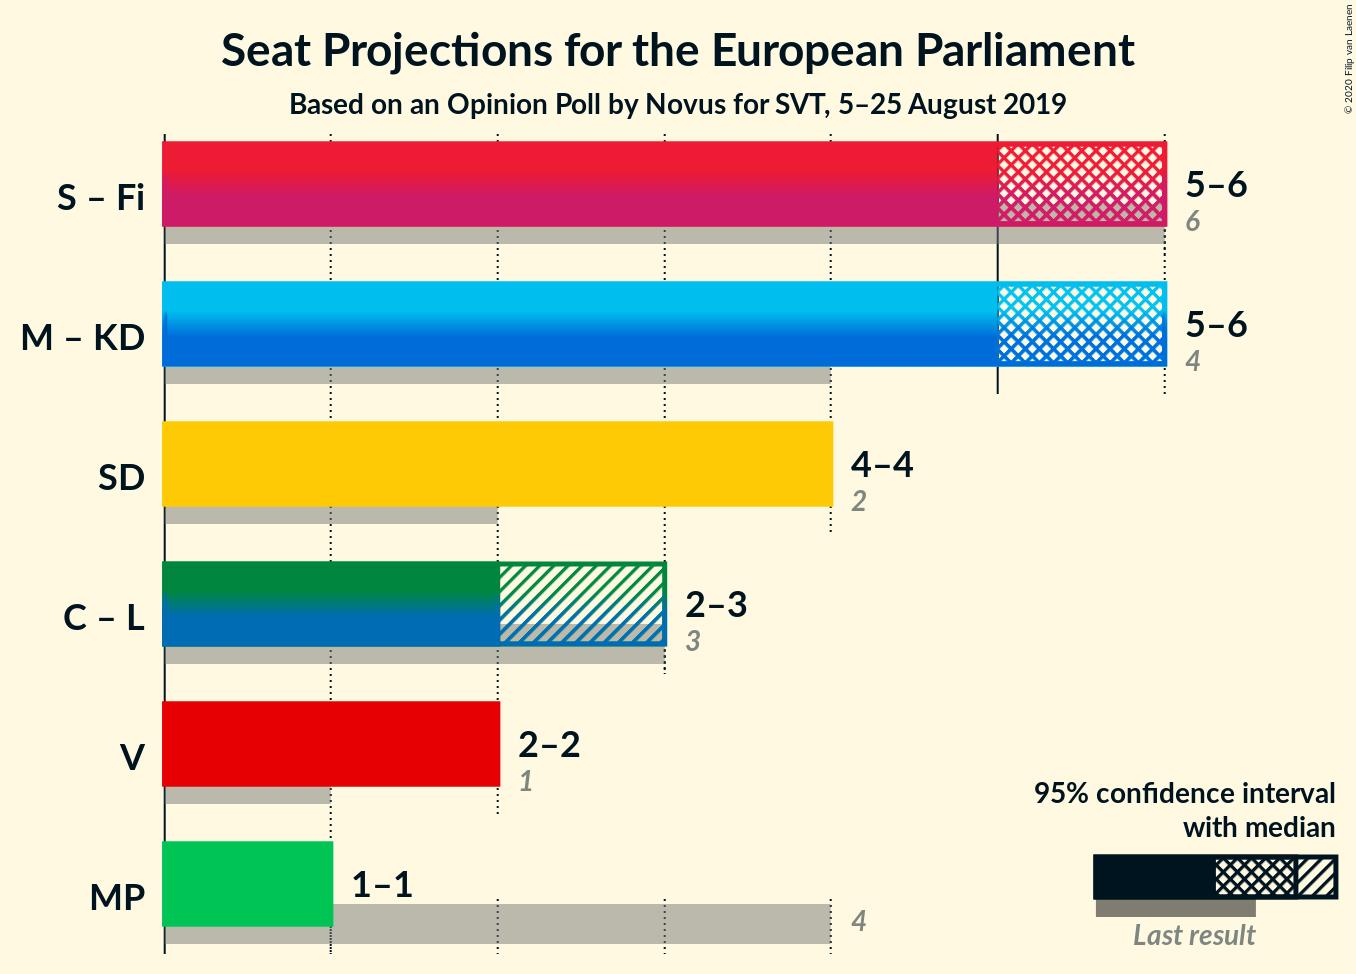 Seat Projections for the European Parliament
Based on an Opinion Poll by Novus for SVT, 5–25 August 2019
© 2020 Filip van Laenen
S – Fi
5–6
6
M – KD
5–6
4
SD
4–4
2
C – L
2–3
3
V
2–2
1
MP
1–1
4
95% confidence interval
with median
Last result